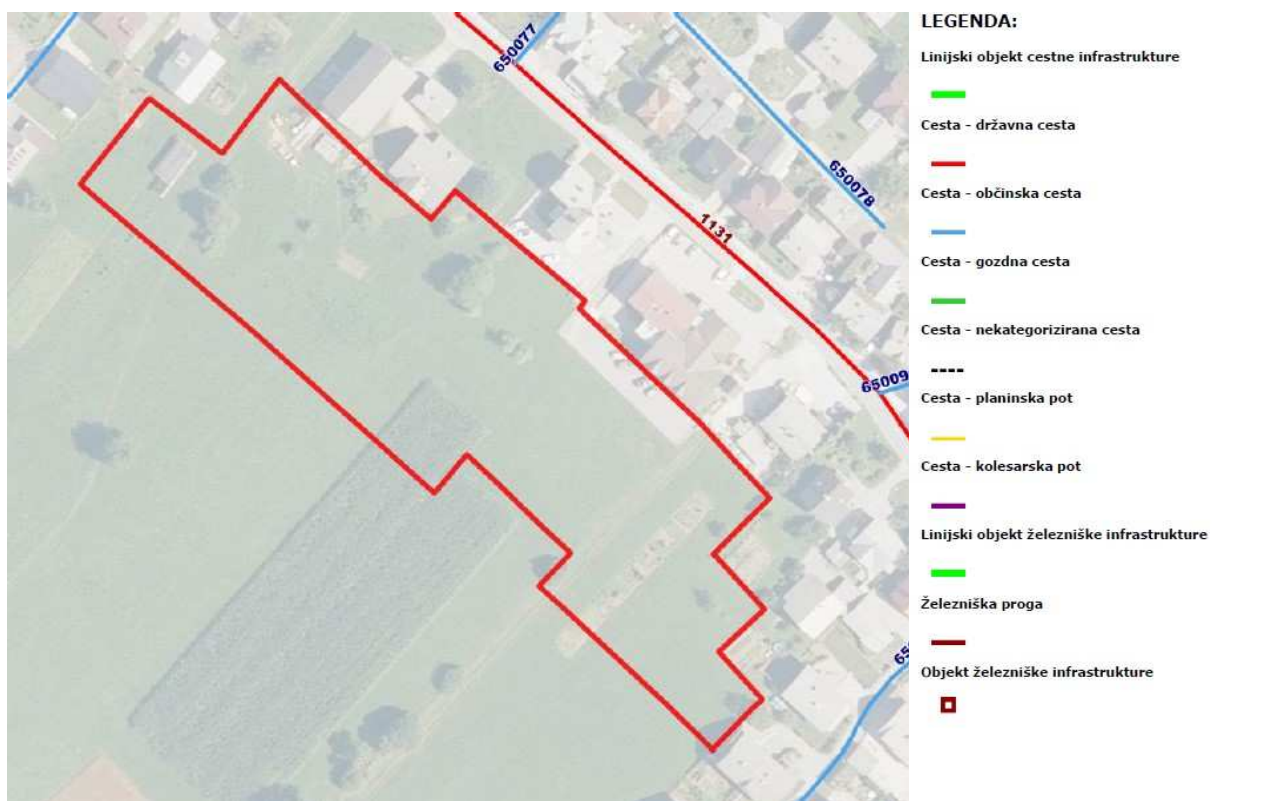 650077
650078
1131
65009
65
LEGENDA:
Linijski objekt cestne infrastrukture
Cesta - državna cesta
Cesta - občinska cesta
Cesta - gozdna cesta
Cesta - nekategorizirana cesta
Cesta - planinska pot
Cesta - kolesarska pot
Linijski objekt železniške infrastrukture
Železniška proga
Objekt železniške infrastrukture